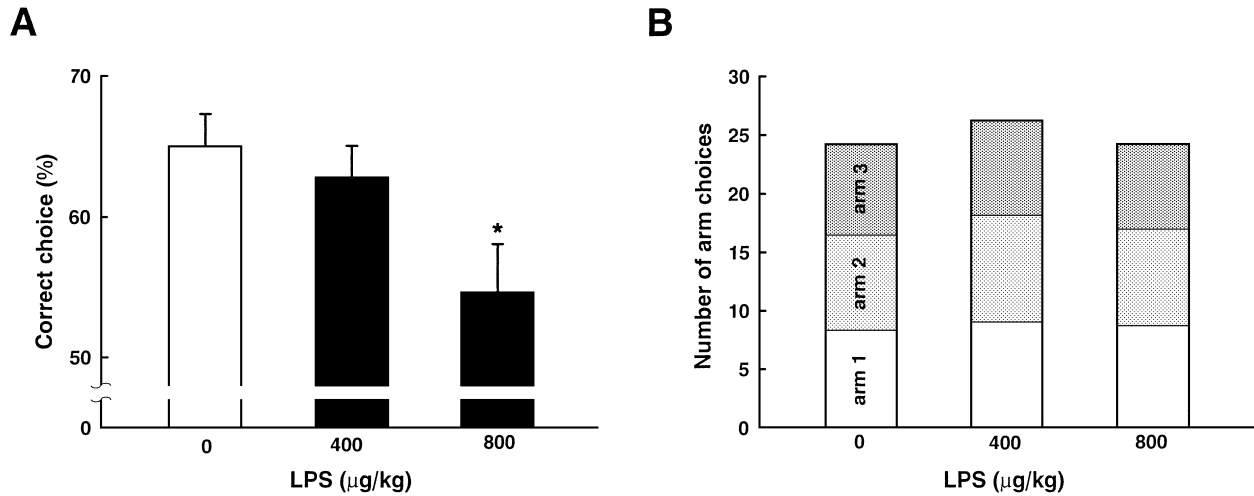 A
70
60
50
0
Correct choice (%)
*
0 400 800
LPS (μg/kg)
B
30
25
20
15
10
5
0
Number of arm choices
arm 3
arm 2
arm 1
0 400 800
LPS (μg/kg)